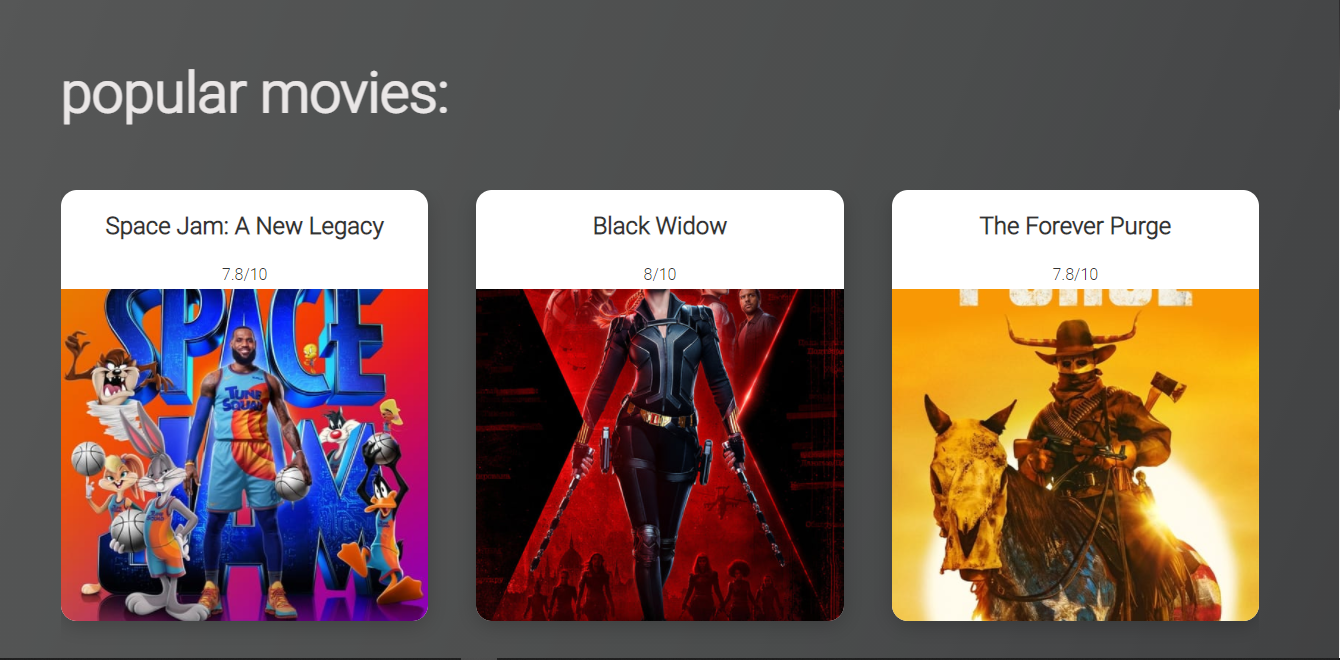 popular movies:
Space Jam: A New Legacy
7.8/10
SPACE
JAM
TUNE
SQUAD
Black Widow
8/10
The Forever Purge
7.8/10
PURGE